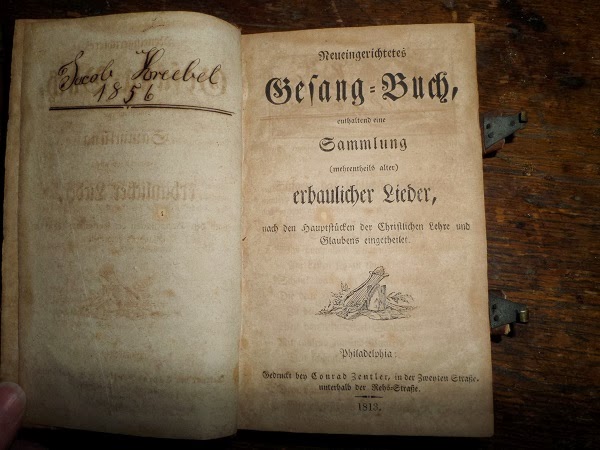 Jacob Kriebel
1856
Neueingerichtetes
Gesang-Buch,
enthaltend eine
Sammlung
(mehrentheils alter)
erbaulicher Lieder,
nach den Hauptstücken der Christlichen Lehre und
Glaubens eingetheilet.
Philadelphia:
Gedruckt bey Conrad Zentler, in der Zweyten Straße,
unterhalb der Rehs-Straße.
1813.